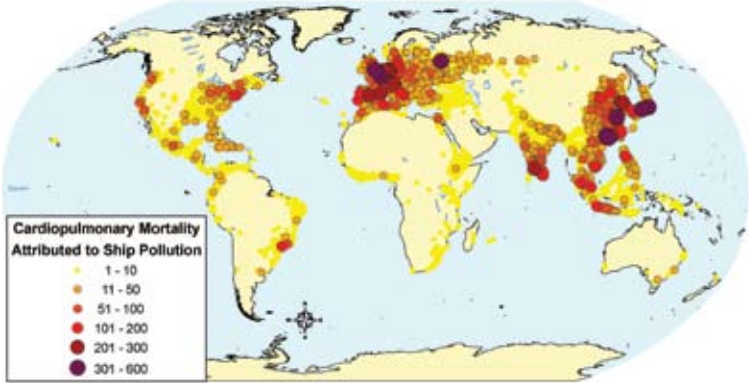 Cardiopulmonary Mortality
Attributed to Ship Pollution
1 - 10
11 - 50
51 - 100
101 - 200
201 - 300
301 - 600